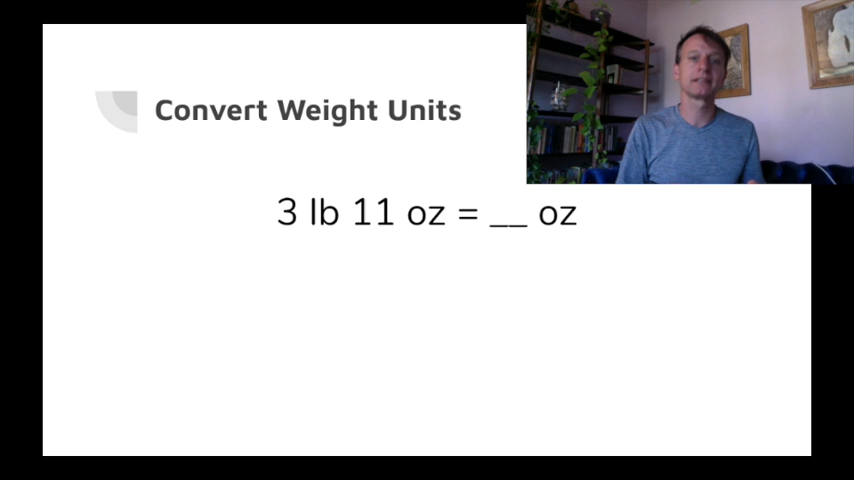 Convert Weight Units
3 lb 11 oz = __ oz